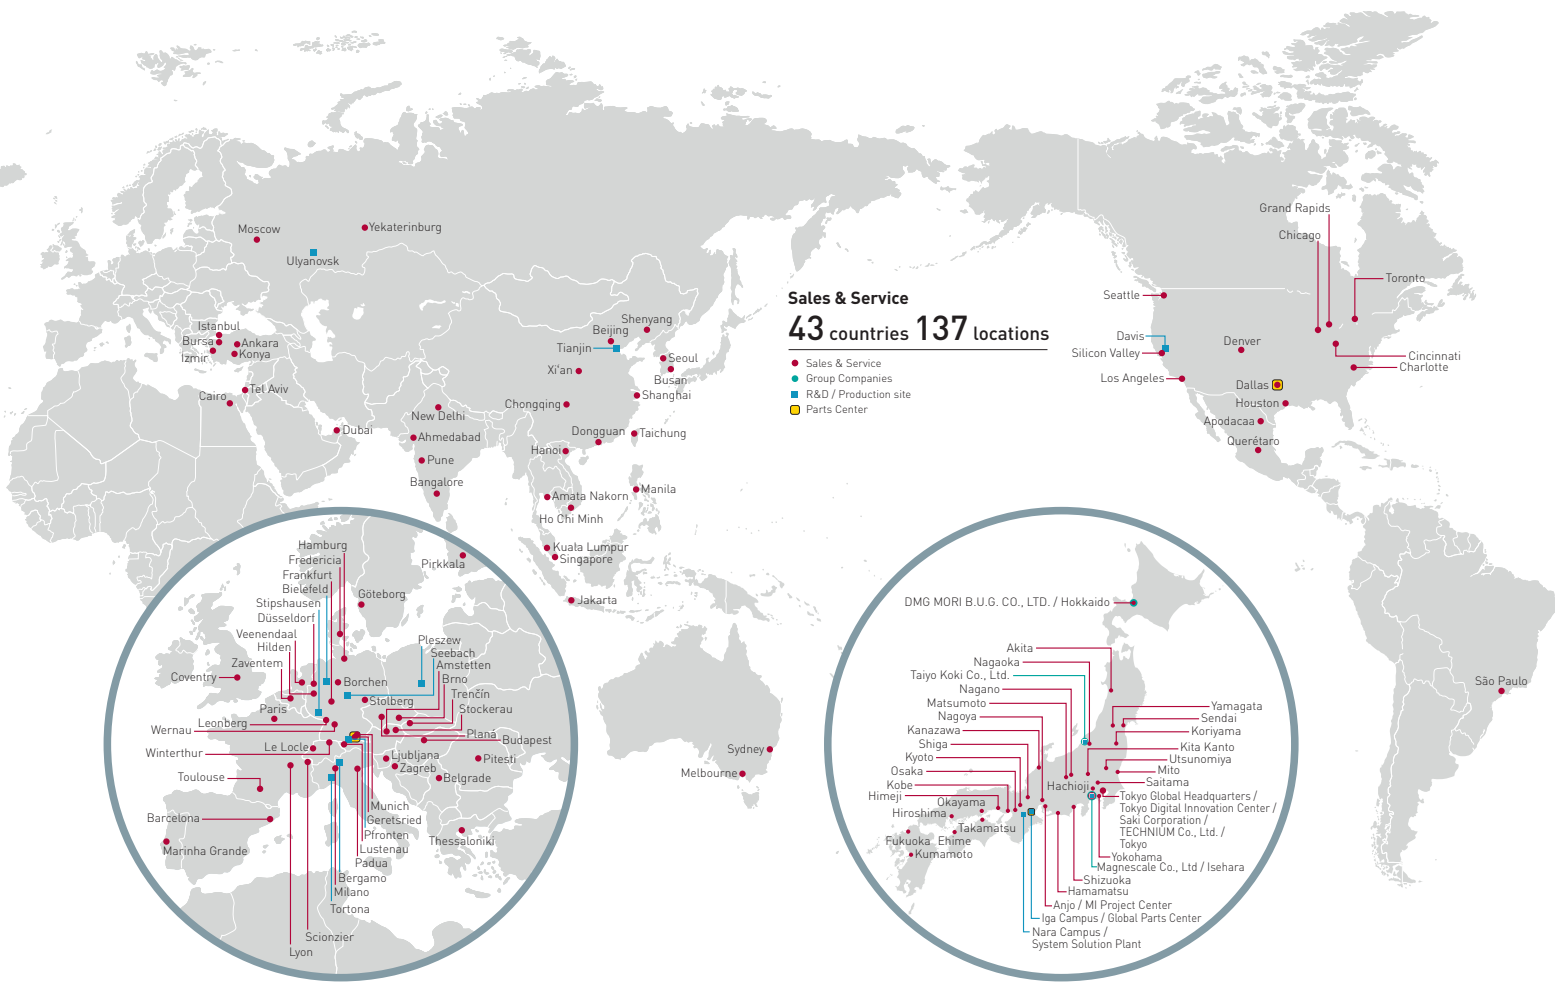 Moscow
Yekaterinburg
Ulyanovsk
Istanbul
Bursa
Ankara
Izmir
Konya
Tel Aviv
Cairo
Dubai
New Delhi
Ahmedabad
Pune
Bangalore
Shenyang
Beijing
Tianjin
Seoul
Xi'an
Busan
Shanghai
Chongqing
Dongguan
Taichung
Hanoi
Manila
Amata Nakorn
Ho Chi Minh
Kuala Lumpur
Singapore
Jakarta
Sydney
Melbourne
Sales & Service
43 countries 137 locations
Sales & Service
Group Companies
R&D / Production site
Parts Center
Grand Rapids
Chicago
Toronto
Seattle
Davis
Silicon Valley
Denver
Cincinnati
Charlotte
Los Angeles
Dallas
Houston
Apodacaa
Querétaro
São Paulo
Hamburg
Fredericia
Frankfurt
Bielefeld
Stipshausen
Düsseldorf
Veenendaal
Hilden
Zaventem
Coventry
Paris
Leonberg
Wernau
Winterthur
Le Locle
Toulouse
Barcelona
Marinha Grande
Pirkkala
Göteborg
Pleszew
Seebach
Amstetten
Brno
Trenčín
Stockerau
Borchen
Stolberg
Planá
Budapest
Ljubljana
Zagreb
Pitesti
Belgrade
Munich
Geretsried
Pfronten
Lustenau
Padua
Bergamo
Milano
Tortona
Scionzier
Lyon
Thessaloniki
DMG MORI B.U.G. CO., LTD. / Hokkaido
Akita
Nagaoka
Taiyo Koki Co., Ltd.
Nagano
Matsumoto
Nagoya
Kanazawa
Shiga
Kyoto
Osaka
Kobe
Himeji
Okayama
Hiroshima
Takamatsu
Fukuoka
Ehime
Kumamoto
Hachioji
Yamagata
Sendai
Koriyama
Kita Kanto
Utsunomiya
Mito
Saitama
Tokyo Global Headquarters /
Tokyo Digital Innovation Center /
Saki Corporation /
TECHNIUM Co., Ltd. /
Tokyo
Yokohama
Magnescale Co., Ltd / Isehara
Shizuoka
Hamamatsu
Anjo / MI Project Center
Iga Campus / Global Parts Center
Nara Campus /
System Solution Plant